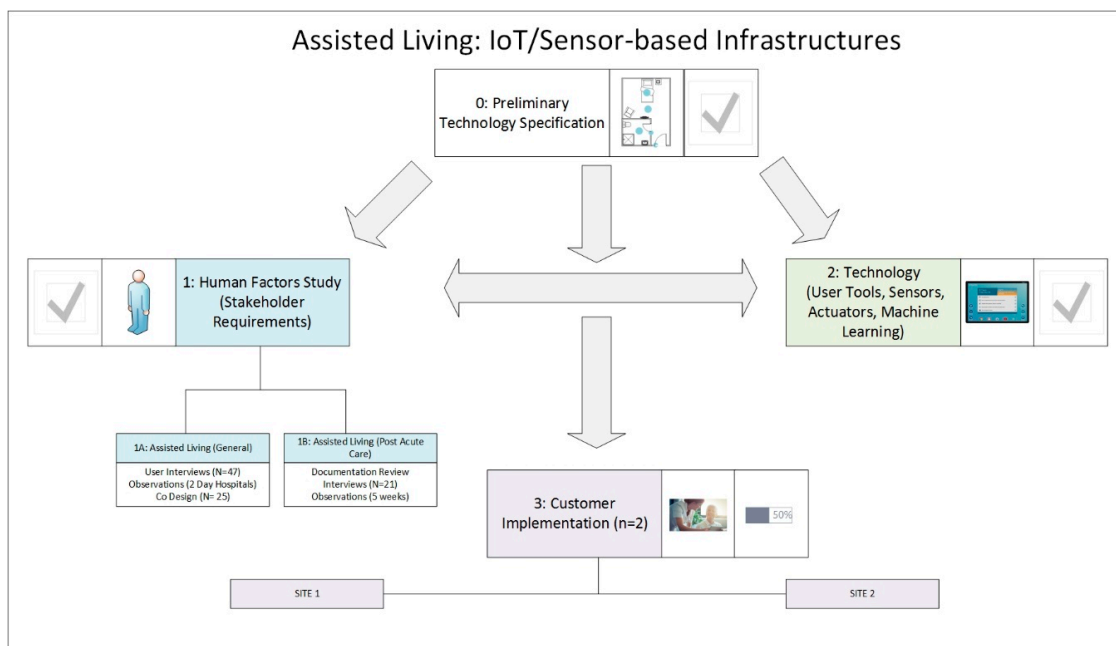 Assisted Living: IoT/Sensor-based Infrastructures
0: Preliminary
Technology Specification
1: Human Factors Study
(Stakeholder
Requirements)
2: Technology
(User Tools, Sensors,
Actuators, Machine
Learning)
1A: Assisted Living (General)
User Interviews (N=47)
Observations (2 Day Hospitals)
Co Design (N= 25)
1B: Assisted Living (Post Acute
Care)
Documentation Review
Interviews (N=21)
Observations (5 weeks)
3: Customer
Implementation (n=2)
50%
SITE 1
SITE 2